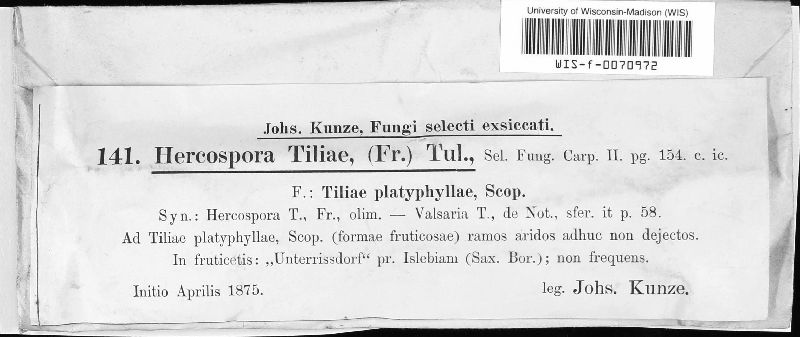 University of Wisconsin-Madison (WIS)
WIS-f-0070972
Johs. Kunze, Fungi selecti exsiccati.
141. Hercospora Tiliae, (Fr.) Tul., Sel. Fung. Carp. II. pg. 154. c. ic.
F.: Tiliae platyphyllae, Scop.
Syn.: Hercospora T., Fr., olim. — Valsaria T., de Not., sfer. it p. 58.
Ad Tiliae platyphyllae, Scop. (formae fruticosae) ramos aridos adhuc non dejectos.
In fruticetis: „Unterrissdorf“ pr. Islebiam (Sax. Bor.); non frequens.
Initio Aprilis 1875. leg. Johs. Kunze.